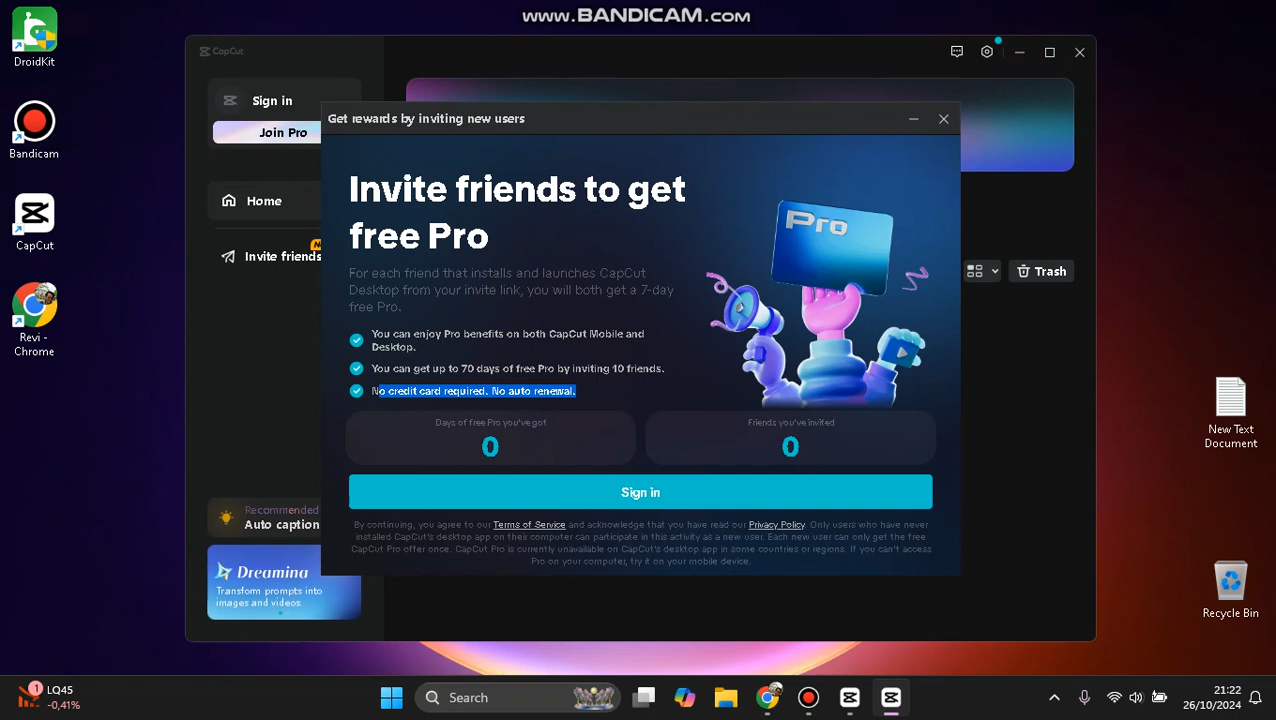 www.BANDICAM.com
DroidKit
Bandicam
CapCut
Revi -
Chrome
CapCut
Sign in
Join Pro
Home
Invite friends
Recommended
Auto caption
Dreamina
Transform prompts into
images and videos
Trash
Get rewards by inviting new users
Invite friends to get
free Pro
For each friend that installs and launches CapCut
Desktop from your invite link, you will both get a 7-day
free Pro.
You can enjoy Pro benefits on both CapCut Mobile and
Desktop.
You can get up to 70 days of free Pro by inviting 10 friends.
No credit card required. No auto renewal.
Pro
Days of free Pro you've got
0
Friends you've invited
0
Sign in
By continuing, you agree to our Terms of Service and acknowledge that you have read our Privacy Policy. Only users who have never
installed CapCut's desktop app on their computer can participate in this activity as a new user. Each new user can only get the free
CapCut Pro offer once. CapCut Pro is currently unavailable on CapCut's desktop app in some countries or regions. If you can't access
Pro on your computer, try it on your mobile device.
New Text
Document
Recycle Bin
1
LQ45
-0,41%
Search
21:22
26/10/2024